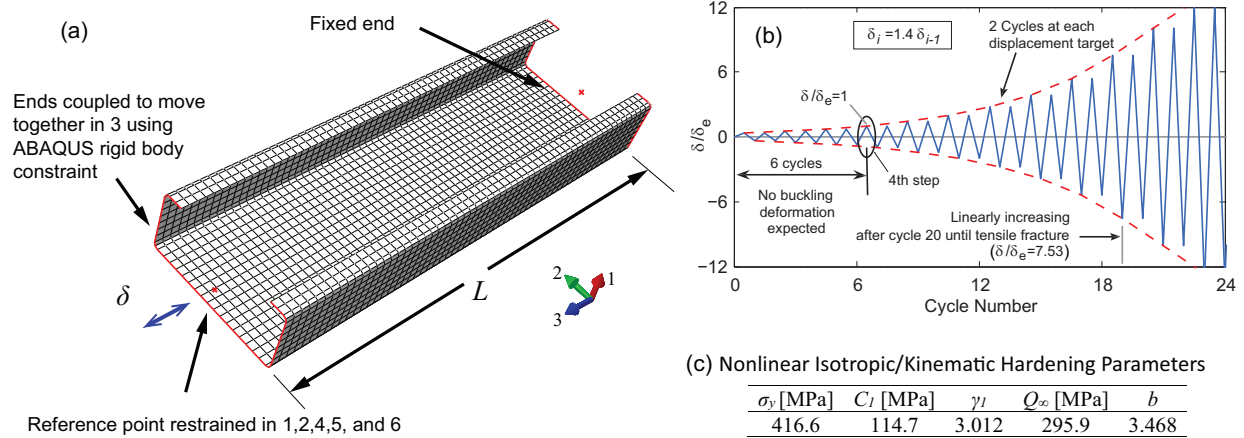 (a)
Fixed end
Ends coupled to move
together in 3 using
ABAQUS rigid body
constraint
δ
L
2
1
3
Reference point restrained in 1,2,4,5, and 6
(b)
δi =1.4 δi-1
2 Cycles at each
displacement
target
δ/δe=1
6 cycles
4th step
No buckling
deformation
expected
Linearly increasing
after cycle 20 until tensile fracture
(δ/δe=7.53)
12
6
0
−6
−12
δ/δe
0 6 12 18 24
Cycle Number
(c) Nonlinear Isotropic/Kinematic Hardening Parameters
σy [MPa] C1 [MPa] γ1 Q∞ [MPa] b
416.6 114.7 3.012 295.9 3.468